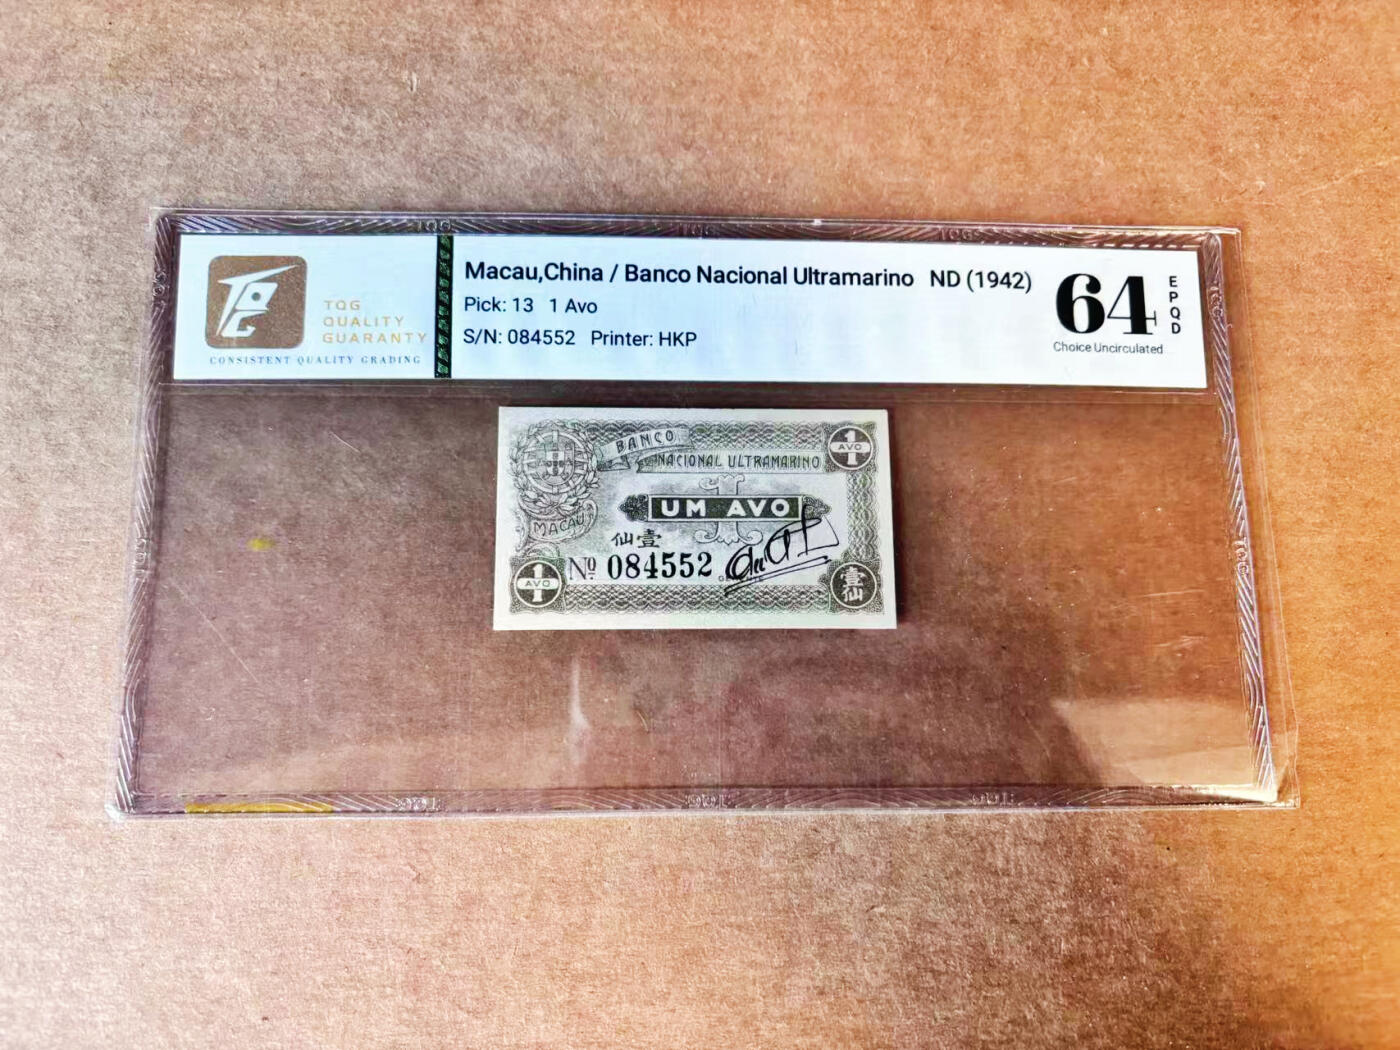 TQG
QUALITY
GUARANTY
CONSISTENT QUALITY GRADING
Macau,China / Banco Nacional Ultramarino ND (1942)
Pick: 13 1 Avo
S/N: 084552 Printer: HKP
64
EPQD
Choice Uncirculated
BANCO
NACIONAL ULTRAMARINO
1 AVO
UM AVO
MACAU
仙壹
Nº 084552
1 AVO
壹仙